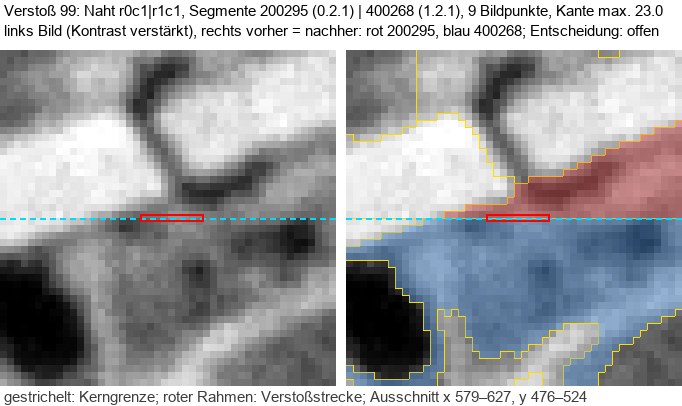 Verstoß 99: Naht r0c1|r1c1, Segmente 200295 (0.2.1) | 400268 (1.2.1), 9 Bildpunkte, Kante max. 23.0
links Bild (Kontrast verstärkt), rechts vorher = nachher: rot 200295, blau 400268; Entscheidung: offen
gestrichelt: Kerngrenze; roter Rahmen: Verstoßstrecke; Ausschnitt x 579–627, y 476–524